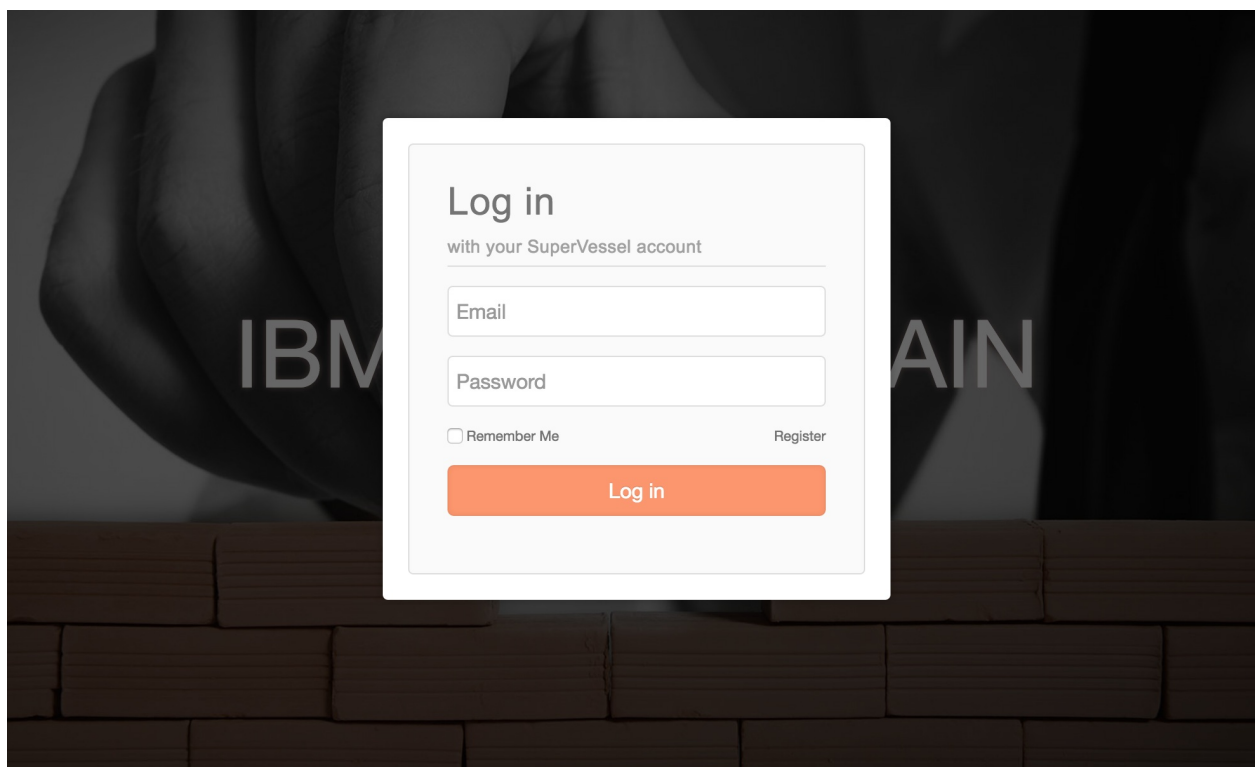 Log in
with your SuperVessel account
Email
IBM AIN
Password
Remember Me Register
Log in